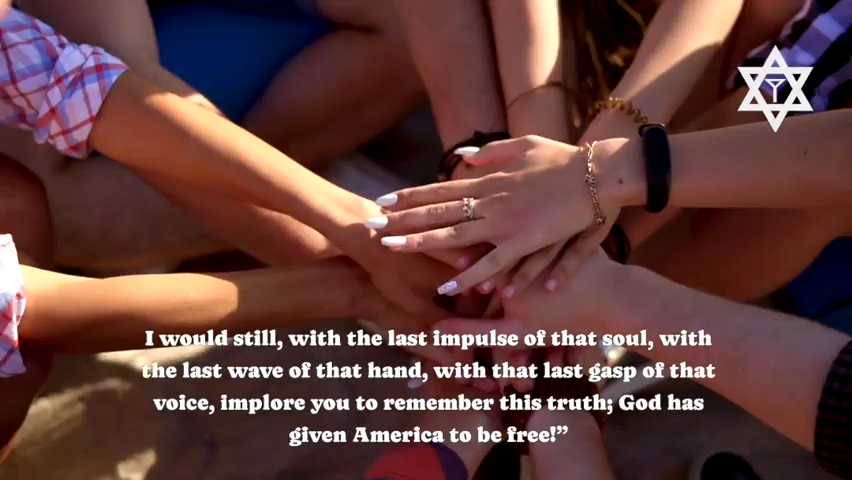 I would still, with the last impulse of that soul, with
the last wave of that hand, with that last gasp of that
voice, implore you to remember this truth; God has
given America to be free!”